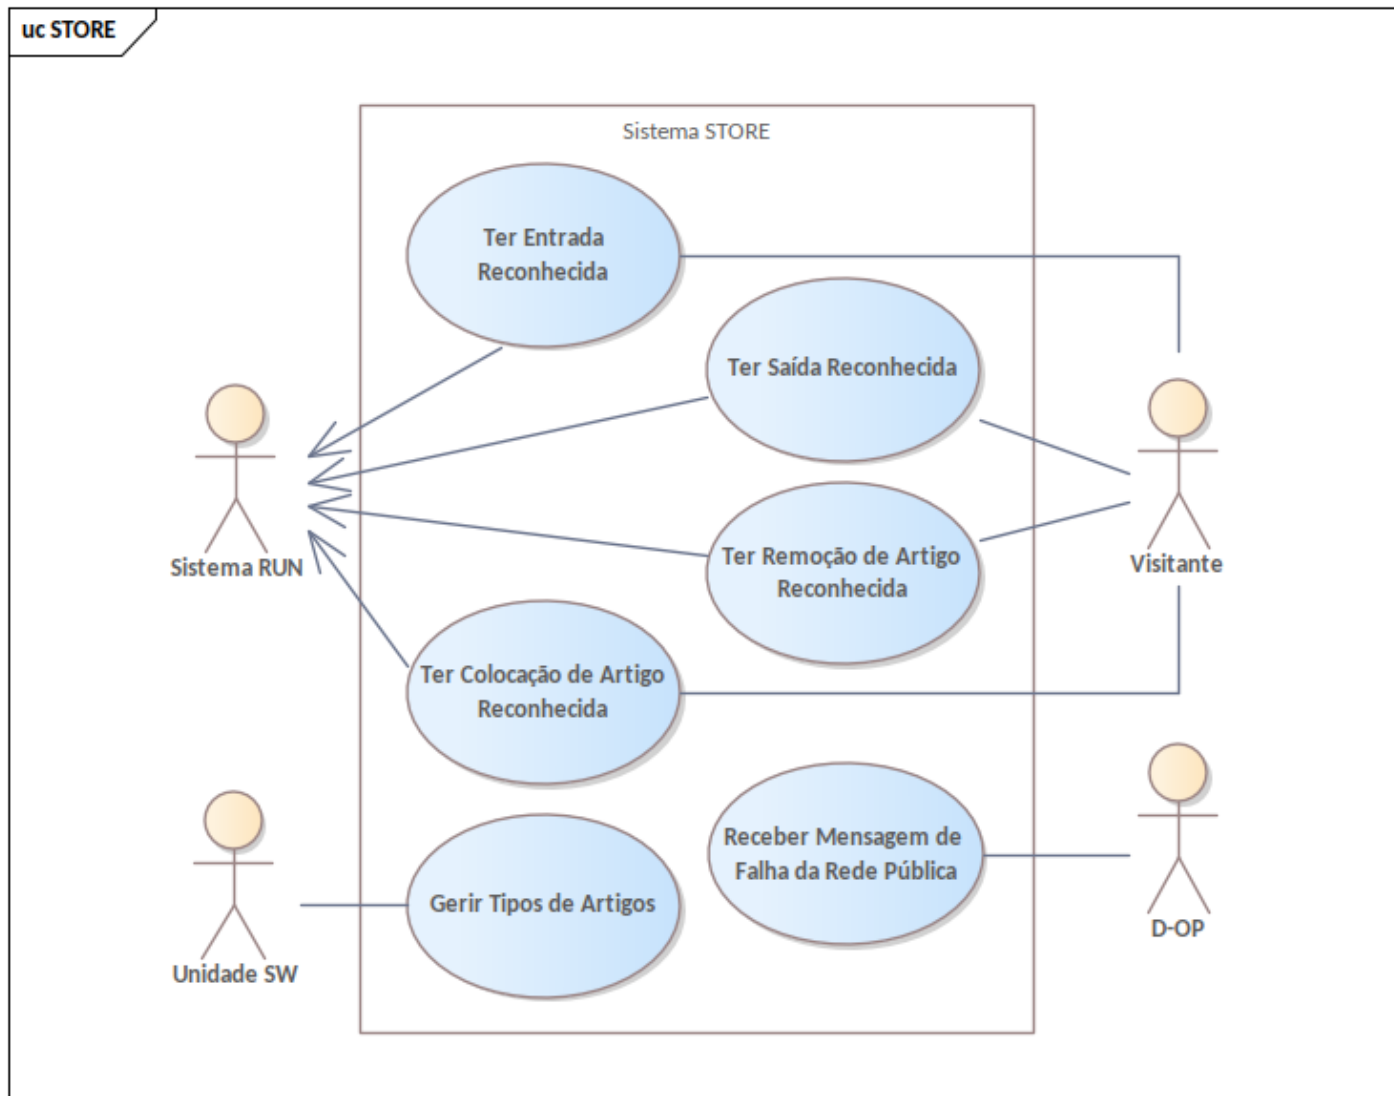 uc STORE
Sistema STORE
Ter Entrada
Reconhecida
Ter Saída Reconhecida
Sistema RUN
Visitante
Ter Remoção de Artigo
Reconhecida
Ter Colocação de Artigo
Reconhecida
Receber Mensagem de
Falha da Rede Pública
Gerir Tipos de Artigos
D-OP
Unidade SW